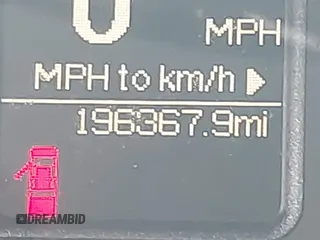 0 MPH
MPH to km/h ▶
196367.9mi
DREAMBID